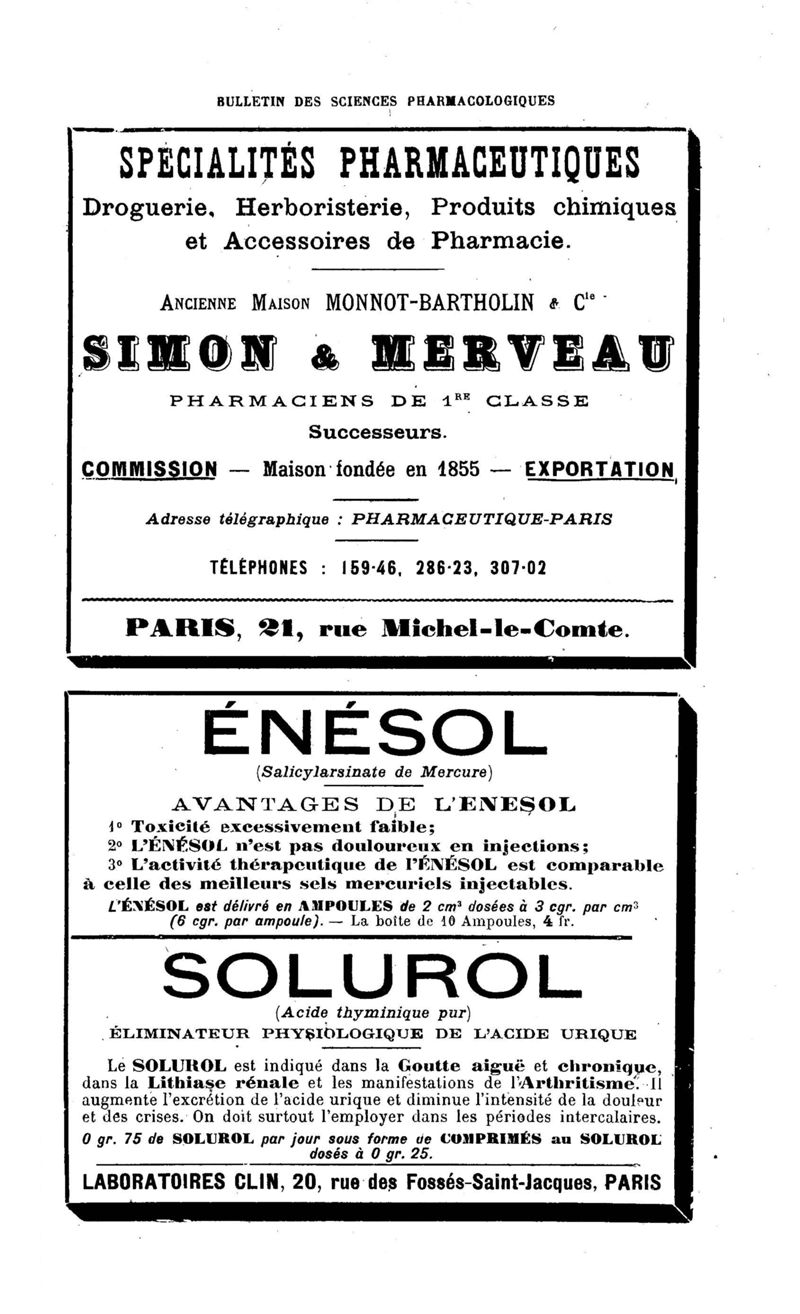 BULLETIN DES SCIENCES PHARMACOLOGIQUES
SPÉCIALITÉS PHARMACEUTIQUES
Droguerie, Herboristerie, Produits chimiques
et Accessoires de Pharmacie.
ANCIENNE MAISON MONNOT-BARTHOLIN & Cie
SIMON & MERVEAU
PHARMACIENS DE 1RE CLASSE
Successeurs.
COMMISSION — Maison fondée en 1855 — EXPORTATION
Adresse télégraphique : PHARMACEUTIQUE-PARIS
TÉLÉPHONES : 159-46, 286-23, 307-02
PARIS, 21, rue Michel-le-Comte.
ÉNÉSOL
(Salicylarsinate de Mercure)
AVANTAGES DE L'ENESOL
1º Toxicité excessivement faible;
2º L'ÉNÉSOL n'est pas douloureux en injections;
3º L'activité thérapeutique de l'ÉNÉSOL est comparable
à celle des meilleurs sels mercuriels injectables.
L'ÉNÉSOL est délivré en AMPOULES de 2 cm³ dosées à 3 cgr. par cm³
(6 cgr. par ampoule). — La boîte de 10 Ampoules, 4 fr.
SOLUROL
(Acide thyminique pur)
ÉLIMINATEUR PHYSIOLOGIQUE DE L'ACIDE URIQUE
Le SOLUROL est indiqué dans la Goutte aiguë et chronique,
dans la Lithiase rénale et les manifestations de l'Arthritisme. Il
augmente l'excrétion de l'acide urique et diminue l'intensité de la douleur
et des crises. On doit surtout l'employer dans les périodes intercalaires.
0 gr. 75 de SOLUROL par jour sous forme de COMPRIMÉS au SOLUROL
dosés à 0 gr. 25.
LABORATOIRES CLIN, 20, rue des Fossés-Saint-Jacques, PARIS